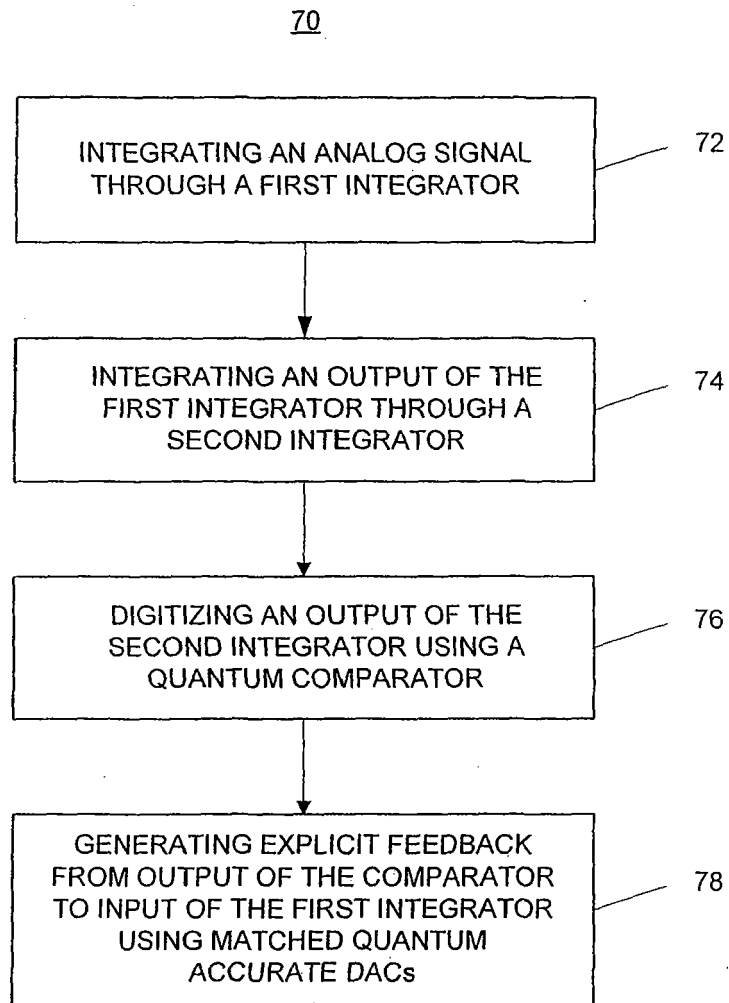 70
INTEGRATING AN ANALOG SIGNAL
THROUGH A FIRST INTEGRATOR
72
INTEGRATING AN OUTPUT OF THE
FIRST INTEGRATOR THROUGH A
SECOND INTEGRATOR
74
DIGITIZING AN OUTPUT OF THE
SECOND INTEGRATOR USING A
QUANTUM COMPARATOR
76
GENERATING EXPLICIT FEEDBACK
FROM OUTPUT OF THE COMPARATOR
TO INPUT OF THE FIRST INTEGRATOR
USING MATCHED QUANTUM
ACCURATE DACs
78